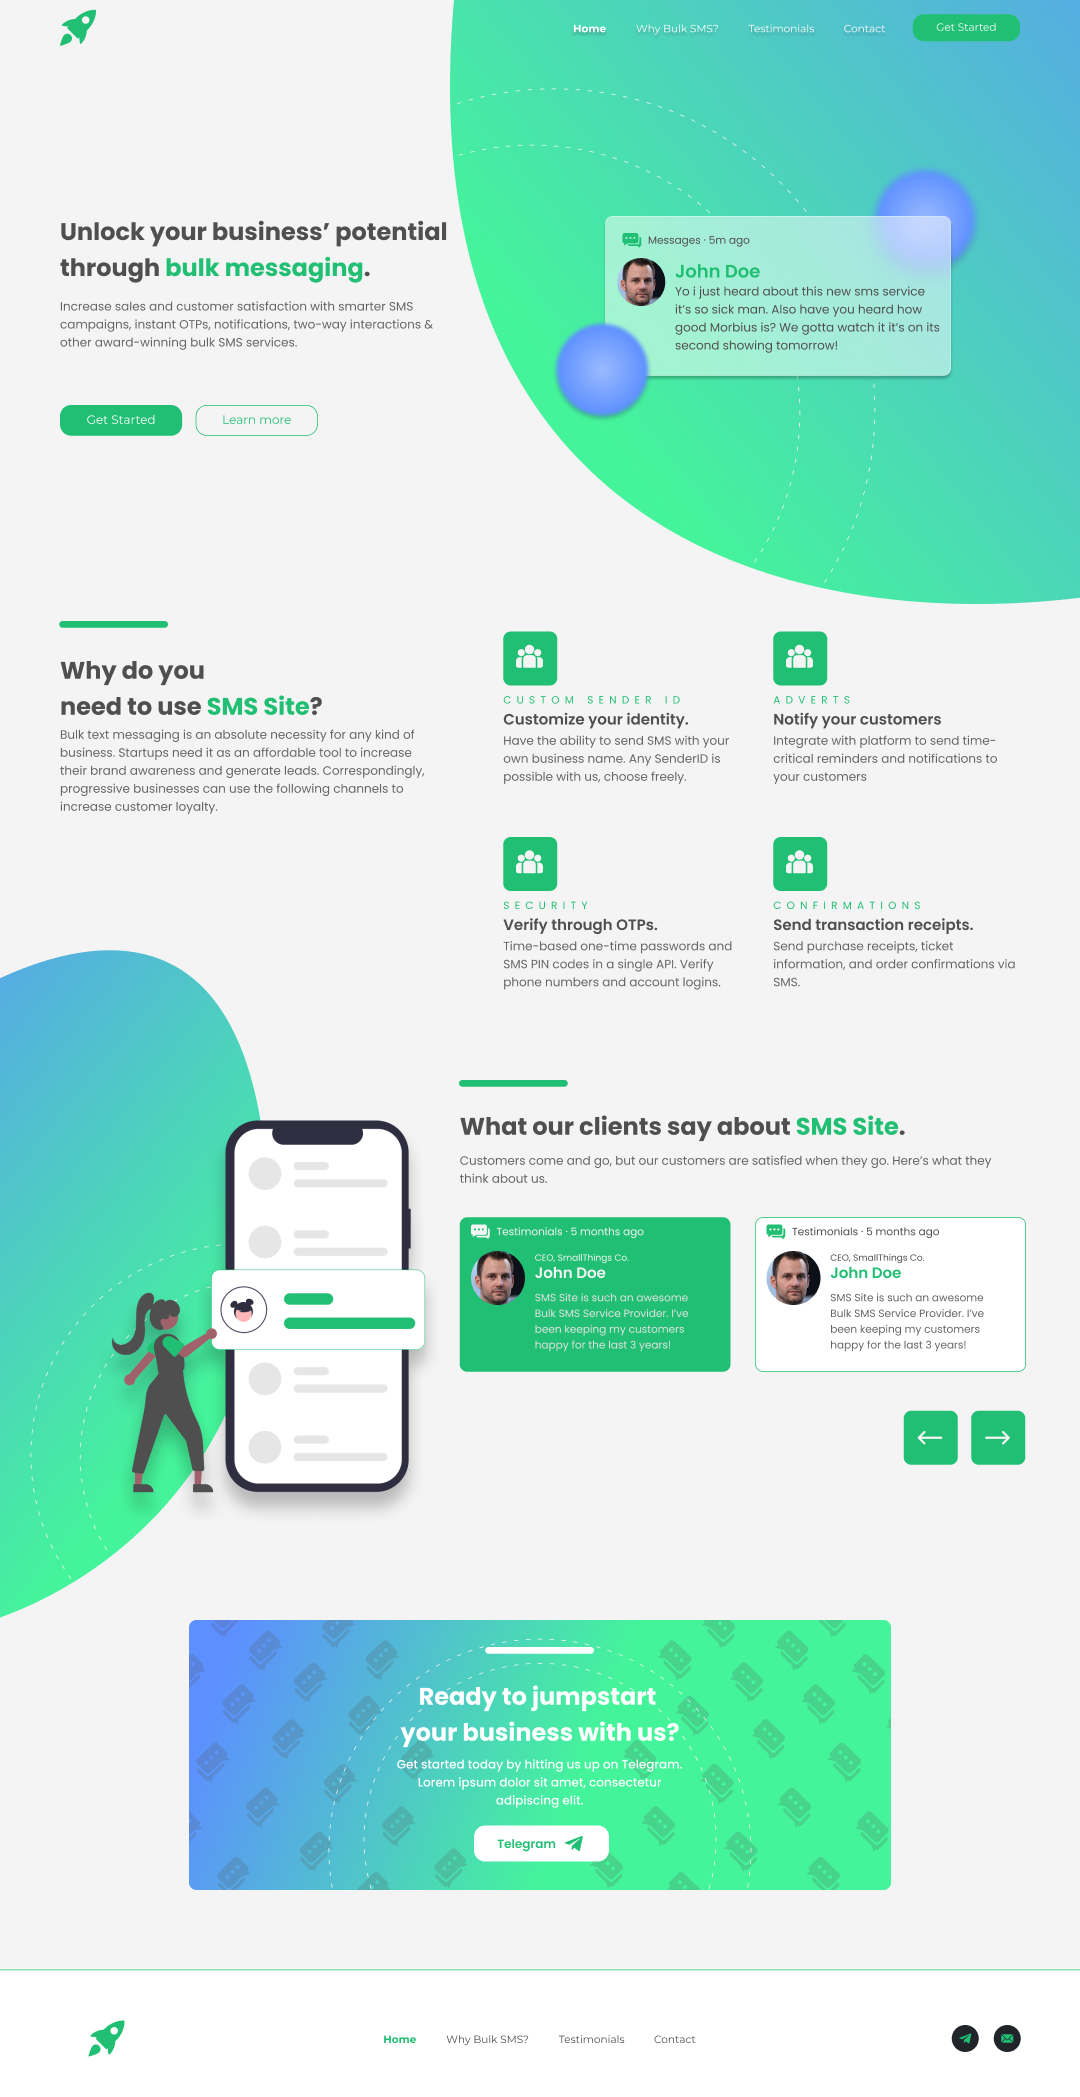 Home
Why Bulk SMS?
Testimonials
Contact
Get Started
Unlock your business’ potential
through bulk messaging.
Increase sales and customer satisfaction with smarter SMS
campaigns, instant OTPs, notifications, two-way interactions &
other award-winning bulk SMS services.
Get Started
Learn more
Messages · 5m ago
John Doe
Yo i just heard about this new sms service
it’s so sick man. Also have you heard how
good Morbius is? We gotta watch it it’s on its
second showing tomorrow!
Why do you
need to use SMS Site?
Bulk text messaging is an absolute necessity for any kind of
business. Startups need it as an affordable tool to increase
their brand awareness and generate leads. Correspondingly,
progressive businesses can use the following channels to
increase customer loyalty.
CUSTOM SENDER ID
Customize your identity.
Have the ability to send SMS with your
own business name. Any SenderID is
possible with us, choose freely.
ADVERTS
Notify your customers
Integrate with platform to send time-
critical reminders and notifications to
your customers
SECURITY
Verify through OTPs.
Time-based one-time passwords and
SMS PIN codes in a single API. Verify
phone numbers and account logins.
CONFIRMATIONS
Send transaction receipts.
Send purchase receipts, ticket
information, and order confirmations via
SMS.
What our clients say about SMS Site.
Customers come and go, but our customers are satisfied when they go. Here’s what they
think about us.
Testimonials · 5 months ago
CEO, SmallThings Co.
John Doe
SMS Site is such an awesome
Bulk SMS Service Provider. I’ve
been keeping my customers
happy for the last 3 years!
Testimonials · 5 months ago
CEO, SmallThings Co.
John Doe
SMS Site is such an awesome
Bulk SMS Service Provider. I’ve
been keeping my customers
happy for the last 3 years!
Ready to jumpstart
your business with us?
Get started today by hitting us up on Telegram.
Lorem ipsum dolor sit amet, consectetur
adipiscing elit.
Telegram
Home
Why Bulk SMS?
Testimonials
Contact